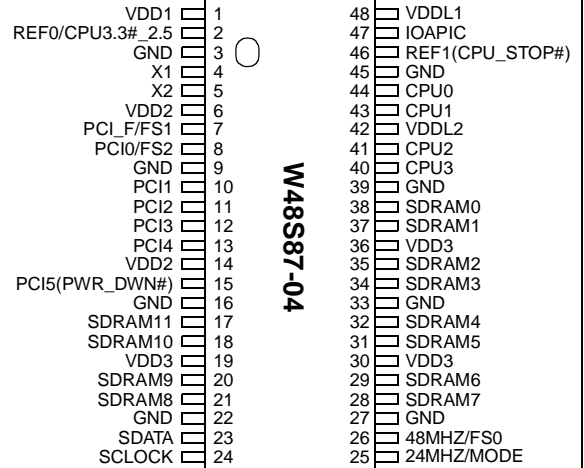 VDD1 1 48 VDDL1
REF0/CPU3.3#_2.5 2 47 IOAPIC
GND 3 46 REF1(CPU_STOP#)
X1 4 45 GND
X2 5 44 CPU0
VDD2 6 43 CPU1
PCI_F/FS1 7 42 VDDL2
PCI0/FS2 8 41 CPU2
GND 9 40 CPU3
PCI1 10 39 GND
PCI2 11 38 SDRAM0
PCI3 12 37 SDRAM1
PCI4 13 36 VDD3
VDD2 14 35 SDRAM2
PCI5(PWR_DWN#) 15 34 SDRAM3
GND 16 33 GND
SDRAM11 17 32 SDRAM4
SDRAM10 18 31 SDRAM5
VDD3 19 30 VDD3
SDRAM9 20 29 SDRAM6
SDRAM8 21 28 SDRAM7
GND 22 27 GND
SDATA 23 26 48MHZ/FS0
SCLOCK 24 25 24MHZ/MODE
W48S87-04